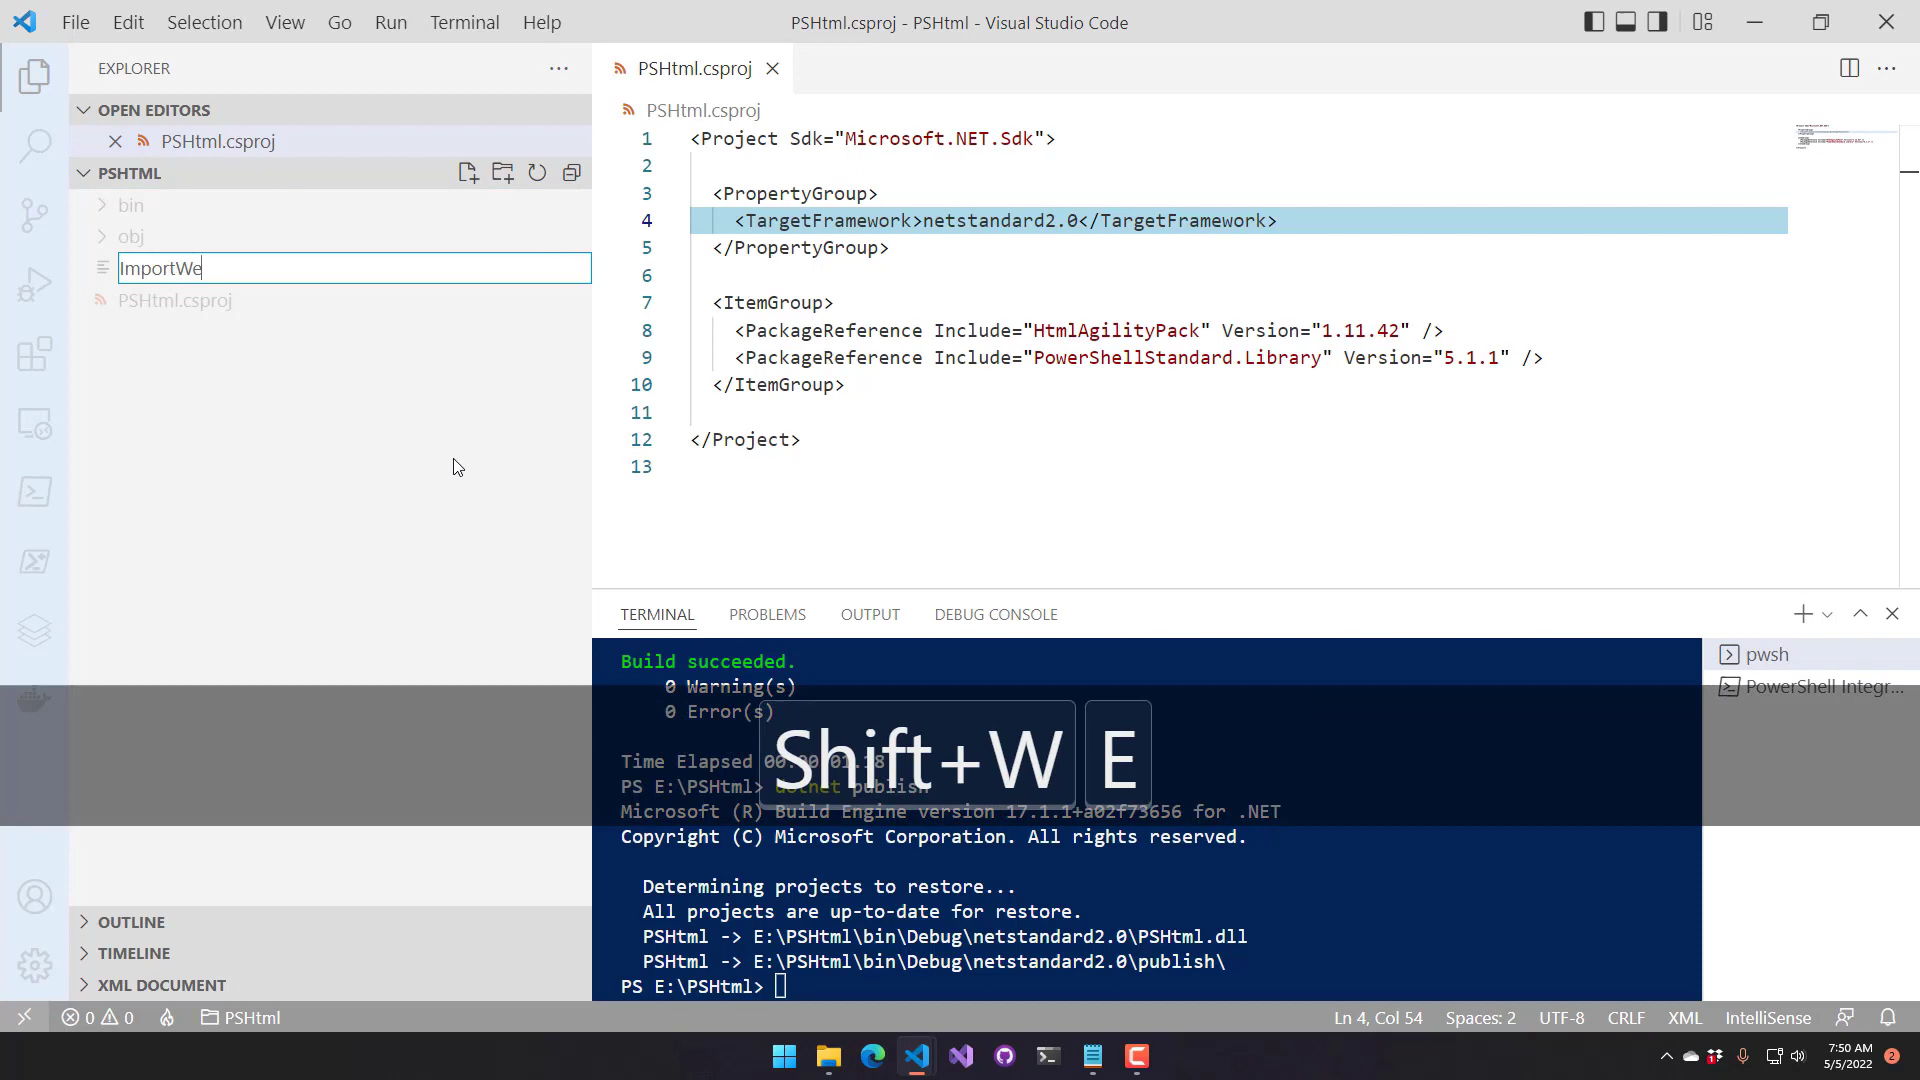 File Edit Selection View Go Run Terminal Help
PSHtml.csproj - PSHtml - Visual Studio Code
EXPLORER
OPEN EDITORS
PSHtml.csproj
PSHTML
bin
obj
ImportWe
PSHtml.csproj
OUTLINE
TIMELINE
XML DOCUMENT
PSHtml.csproj
PSHtml.csproj
1 <Project Sdk="Microsoft.NET.Sdk">
2
3 <PropertyGroup>
4 <TargetFramework>netstandard2.0</TargetFramework>
5 </PropertyGroup>
6
7 <ItemGroup>
8 <PackageReference Include="HtmlAgilityPack" Version="1.11.42" />
9 <PackageReference Include="PowerShellStandard.Library" Version="5.1.1" />
10 </ItemGroup>
11
12 </Project>
13
TERMINAL PROBLEMS OUTPUT DEBUG CONSOLE
Build succeeded.
0 Warning(s)
0 Error(s)
Time Elapsed 00:00:01.18
PS E:\PSHtml> dotnet publish
Microsoft (R) Build Engine version 17.1.1+a02f73656 for .NET
Copyright (C) Microsoft Corporation. All rights reserved.
Determining projects to restore...
All projects are up-to-date for restore.
PSHtml -> E:\PSHtml\bin\Debug\netstandard2.0\PSHtml.dll
PSHtml -> E:\PSHtml\bin\Debug\netstandard2.0\publish\
PS E:\PSHtml>
pwsh
PowerShell Integr...
Shift+W E
0 0 PSHtml
Ln 4, Col 54 Spaces: 2 UTF-8 CRLF XML IntelliSense
7:50 AM
5/5/2022
2